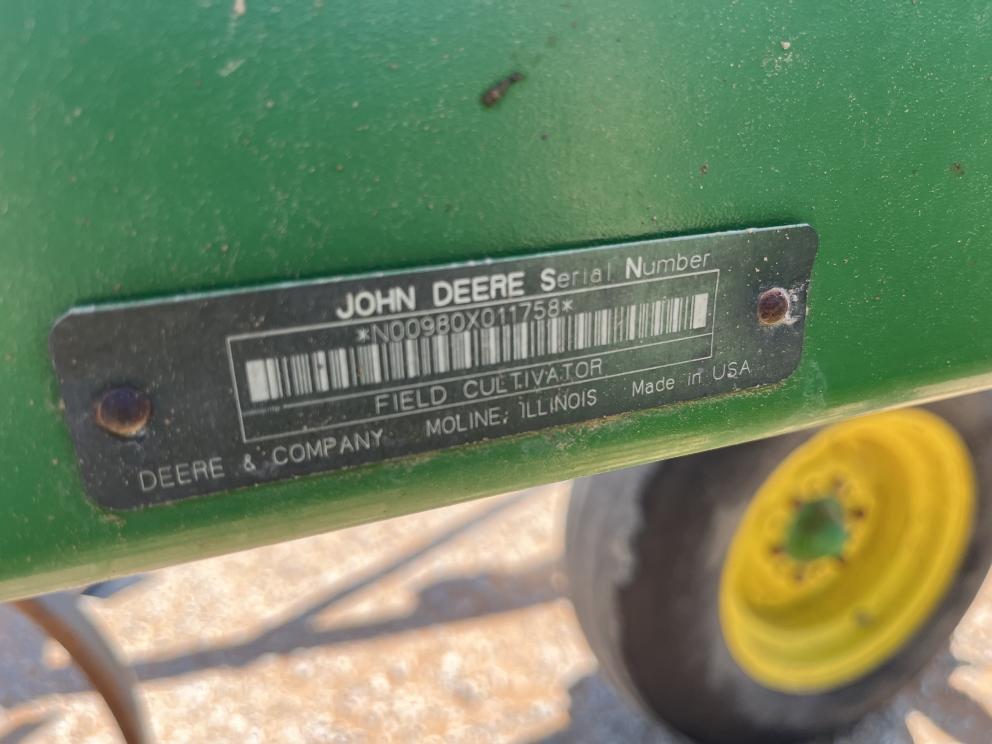 JOHN DEERE Serial Number
*N00980X011758*
FIELD CULTIVATOR
DEERE & COMPANY MOLINE, ILLINOIS Made in USA